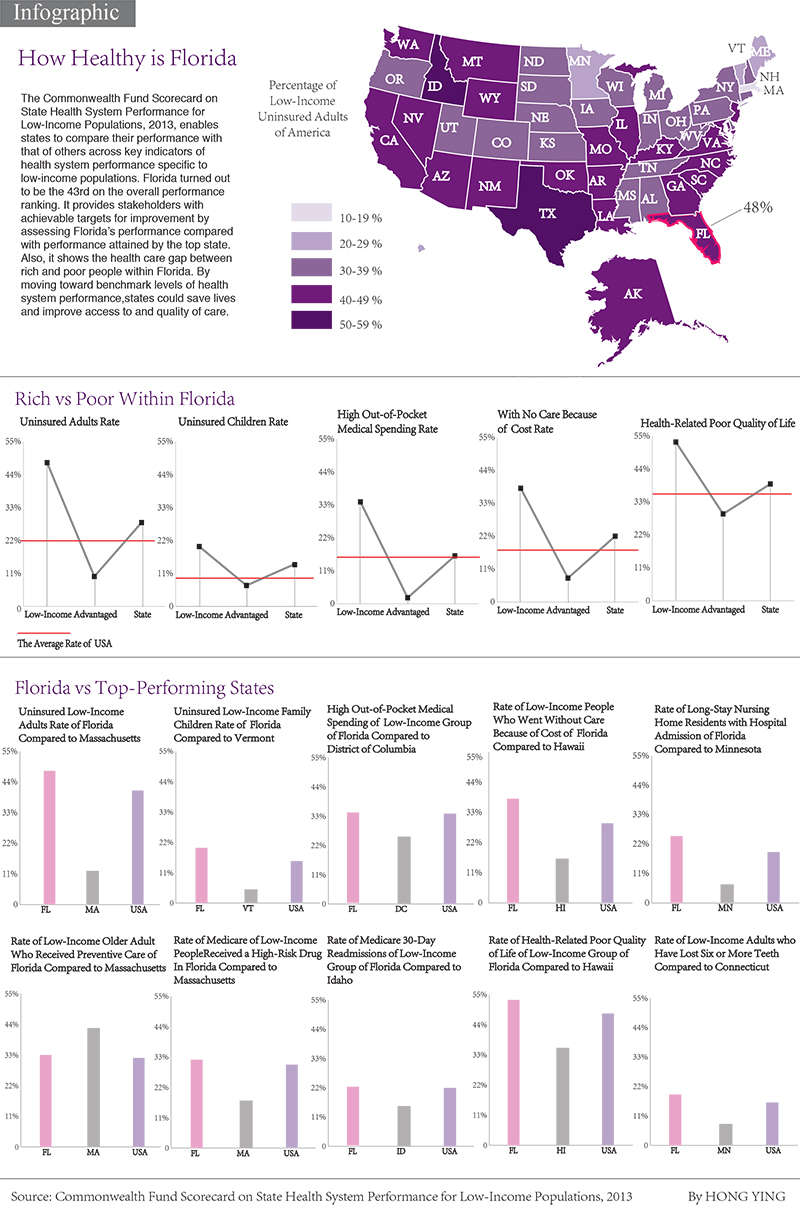 Infographic
How Healthy is Florida
The Commonwealth Fund Scorecard on
State Health System Performance for
Low-Income Populations, 2013, enables
states to compare their performance with
that of others across key indicators of
health system performance specific to
low-income populations. Florida turned out
to be the 43rd on the overall performance
ranking. It provides stakeholders with
achievable targets for improvement by
assessing Florida's performance compared
with performance attained by the top state.
Also, it shows the health care gap between
rich and poor people within Florida. By
moving toward benchmark levels of health
system performance,states could save lives
and improve access to and quality of care.
Percentage of
Low-Income
Uninsured Adults
of America
10-19 %
20-29 %
30-39 %
40-49 %
50-59 %
WA
MT
ND
MN
VT
ME
OR
ID
SD
WI
MI
NY
NH
MA
WY
IA
PA
NV
NE
IL
IN
OH
UT
CO
KS
MO
WV
VA
CA
KY
NC
AZ
NM
OK
AR
TN
SC
TX
LA
MS
AL
GA
FL
48%
AK
Rich vs Poor Within Florida
Uninsured Adults Rate
55%
44%
33%
22%
11%
0
Low-Income Advantaged State
Uninsured Children Rate
55%
44%
33%
22%
11%
0
Low-Income Advantaged State
High Out-of-Pocket
Medical Spending Rate
55%
44%
33%
22%
11%
0
Low-Income Advantaged State
With No Care Because
of Cost Rate
55%
44%
33%
22%
11%
0
Low-Income Advantaged State
Health-Related Poor Quality of Life
55%
44%
33%
22%
11%
0
Low-Income Advantaged State
The Average Rate of USA
Florida vs Top-Performing States
Uninsured Low-Income
Adults Rate of Florida
Compared to Massachusetts
55%
44%
33%
22%
11%
0
FL MA USA
Uninsured Low-Income Family
Children Rate of Florida
Compared to Vermont
55%
44%
33%
22%
11%
0
FL VT USA
High Out-of-Pocket Medical
Spending of Low-Income Group
of Florida Compared to
District of Columbia
55%
44%
33%
22%
11%
0
FL DC USA
Rate of Low-Income People
Who Went Without Care
Because of Cost of Florida
Compared to Hawaii
55%
44%
33%
22%
11%
0
FL HI USA
Rate of Long-Stay Nursing
Home Residents with Hospital
Admission of Florida
Compared to Minnesota
55%
44%
33%
22%
11%
0
FL MN USA
Rate of Low-Income Older Adult
Who Received Preventive Care of
Florida Compared to Massachusetts
55%
44%
33%
22%
11%
0
FL MA USA
Rate of Medicare of Low-Income
PeopleReceived a High-Risk Drug
In Florida Compared to
Massachusetts
55%
44%
33%
22%
11%
0
FL MA USA
Rate of Medicare 30-Day
Readmissions of Low-Income
Group of Florida Compared to
Idaho
55%
44%
33%
22%
11%
0
FL ID USA
Rate of Health-Related Poor Quality
of Life of Low-Income Group of
Florida Compared to Hawaii
55%
44%
33%
22%
11%
0
FL HI USA
Rate of Low-Income Adults who
Have Lost Six or More Teeth
Compared to Connecticut
55%
44%
33%
22%
11%
0
FL MN USA
Source: Commonwealth Fund Scorecard on State Health System Performance for Low-Income Populations, 2013
By HONG YING